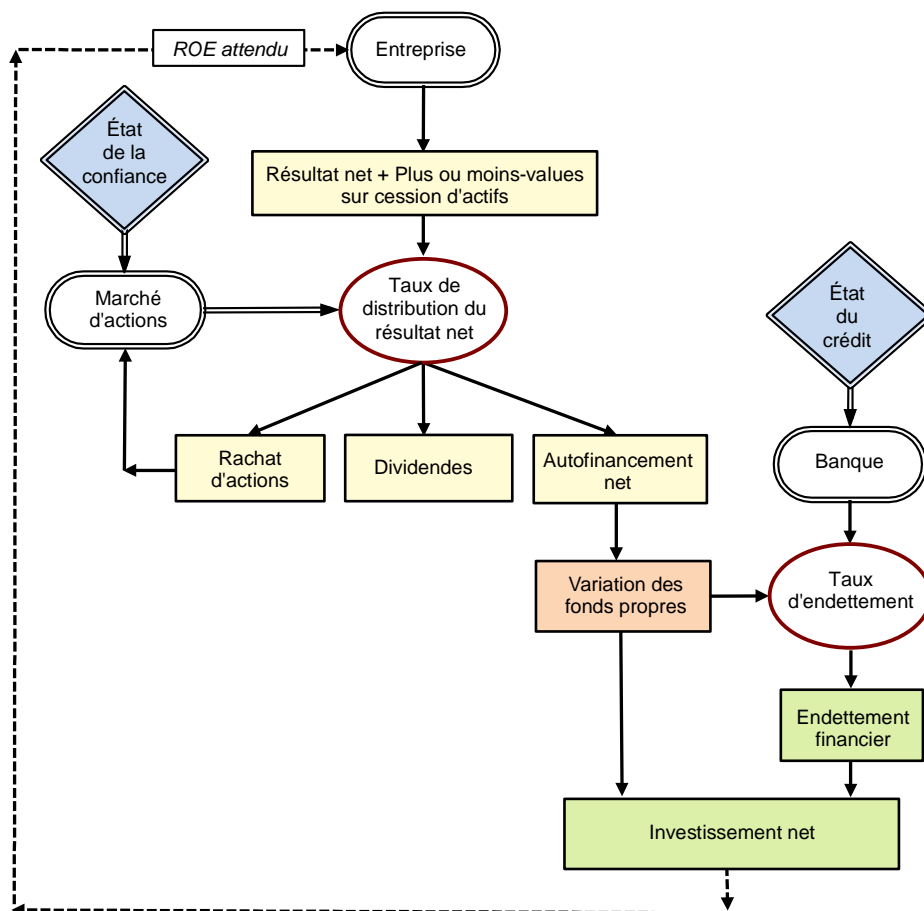 ROE attendu
Entreprise
État
de la
confiance
Résultat net + Plus ou moins-values
sur cession d'actifs
Marché
d'actions
Taux de
distribution du
résultat net
État
du
crédit
Rachat
d'actions
Dividendes
Autofinancement
net
Banque
Variation des
fonds propres
Taux
d'endettement
Endettement
financier
Investissement net